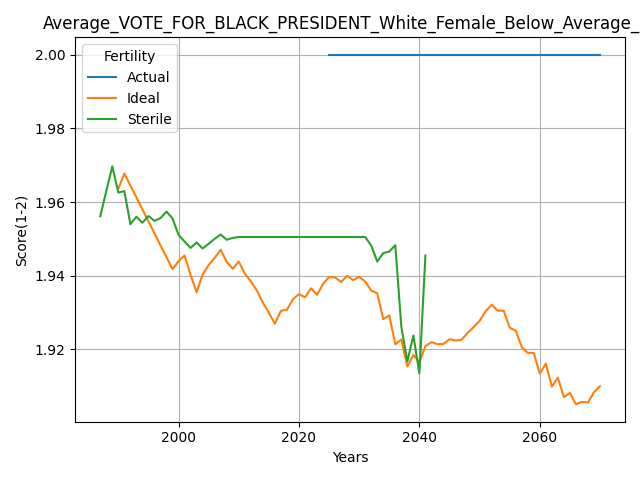 Average_VOTE_FOR_BLACK_PRESIDENT_White_Female_Below_Average_
Fertility
Actual
Ideal
Sterile
2.00
1.98
1.96
1.94
1.92
Score(1-2)
2000 2020 2040 2060
Years